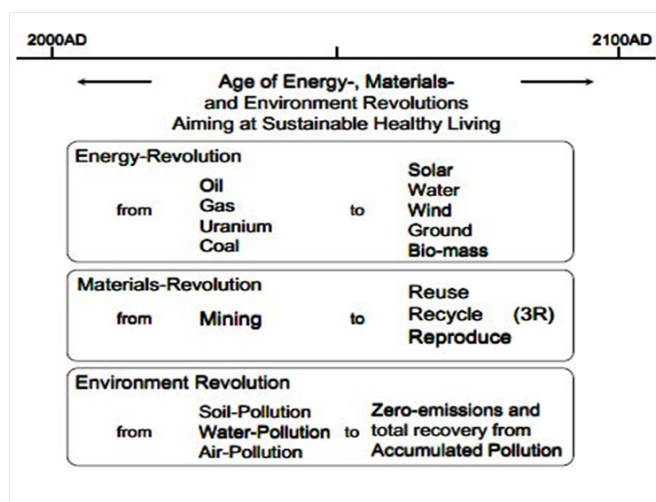 2000AD 2100AD
Age of Energy-, Materials-
and Environment Revolutions
Aiming at Sustainable Healthy Living
Energy-Revolution
from
Oil
Gas
Uranium
Coal
to
Solar
Water
Wind
Ground
Bio-mass
Materials-Revolution
from
Mining
to
Reuse
Recycle (3R)
Reproduce
Environment Revolution
from
Soil-Pollution
Water-Pollution
Air-Pollution
to
Zero-emissions and
total recovery from
Accumulated Pollution